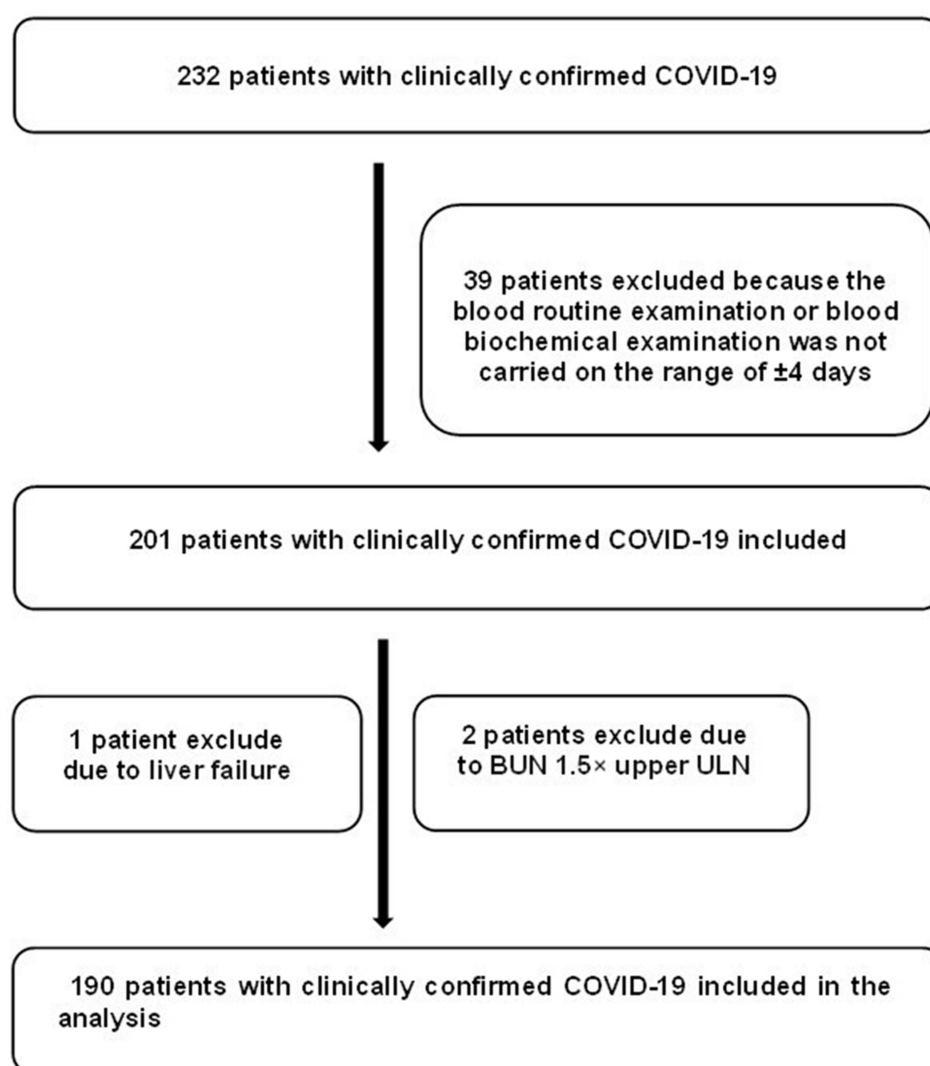 232 patients with clinically confirmed COVID-19
39 patients excluded because the
blood routine examination or blood
biochemical examination was not
carried on the range of ±4 days
201 patients with clinically confirmed COVID-19 included
1 patient exclude
due to liver failure
2 patients exclude due
to BUN 1.5× upper ULN
190 patients with clinically confirmed COVID-19 included in the
analysis